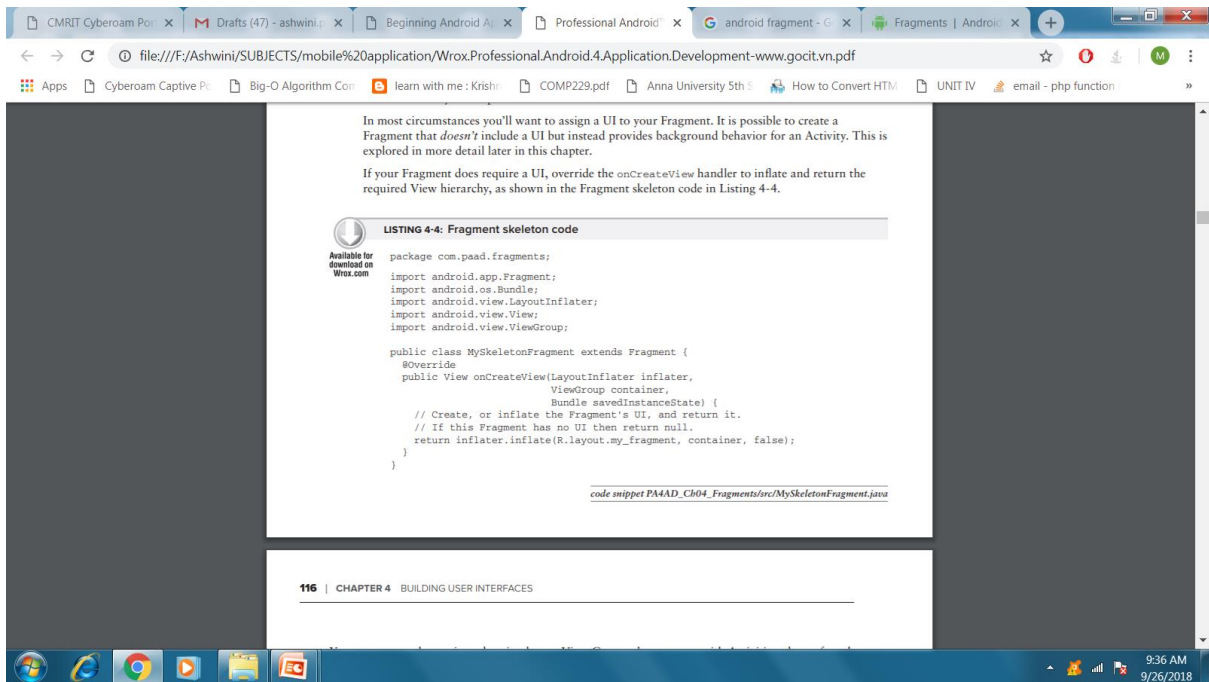 CMRIT Cyberoam Por
Drafts (47) - ashwini.p
Beginning Android Ap
Professional Android
android fragment - G
Fragments | Android
file:///F:/Ashwini/SUBJECTS/mobile%20application/Wrox.Professional.Android.4.Application.Development-www.gocit.vn.pdf
M
Apps
Cyberoam Captive Po
Big-O Algorithm Com
learn with me : Krishn
COMP229.pdf
Anna University 5th S
How to Convert HTM
UNIT IV
email - php function
»
In most circumstances you'll want to assign a UI to your Fragment. It is possible to create a
Fragment that doesn't include a UI but instead provides background behavior for an Activity. This is
explored in more detail later in this chapter.
If your Fragment does require a UI, override the onCreateView handler to inflate and return the
required View hierarchy, as shown in the Fragment skeleton code in Listing 4-4.
LISTING 4-4: Fragment skeleton code
Available for
download on
Wrox.com
package com.paad.fragments;
import android.app.Fragment;
import android.os.Bundle;
import android.view.LayoutInflater;
import android.view.View;
import android.view.ViewGroup;
public class MySkeletonFragment extends Fragment {
@Override
public View onCreateView(LayoutInflater inflater,
ViewGroup container,
Bundle savedInstanceState) {
// Create, or inflate the Fragment's UI, and return it.
// If this Fragment has no UI then return null.
return inflater.inflate(R.layout.my_fragment, container, false);
}
}
code snippet PA4AD_Ch04_Fragments/src/MySkeletonFragment.java
116 | CHAPTER 4 BUILDING USER INTERFACES
9:36 AM
9/26/2018